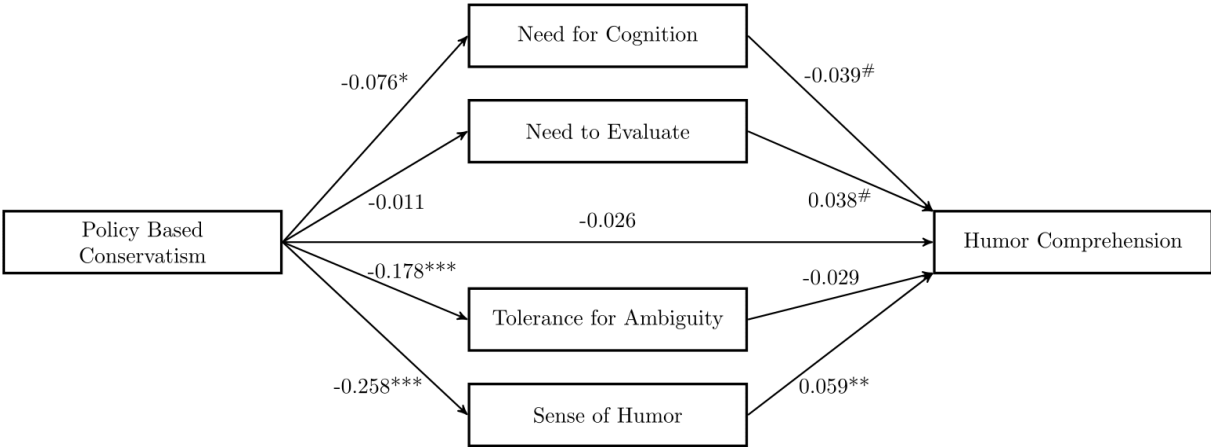 Need for Cognition
-0.076*
-0.039#
Need to Evaluate
-0.011
0.038#
Policy Based
Conservatism
-0.026
Humor Comprehension
-0.178***
-0.029
Tolerance for Ambiguity
-0.258***
0.059**
Sense of Humor